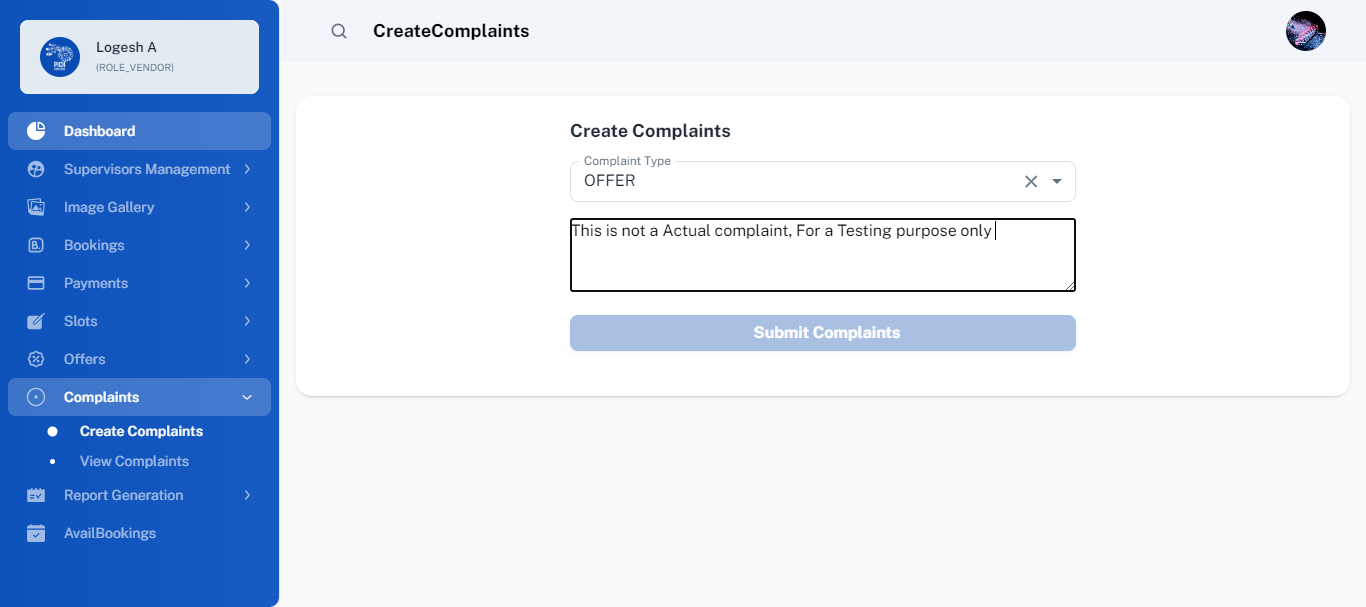 Logesh A
(ROLE_VENDOR)
Dashboard
Supervisors Management
Image Gallery
Bookings
Payments
Slots
Offers
Complaints
Create Complaints
View Complaints
Report Generation
AvailBookings
CreateComplaints
Create Complaints
Complaint Type
OFFER
This is not a Actual complaint, For a Testing purpose only
Submit Complaints